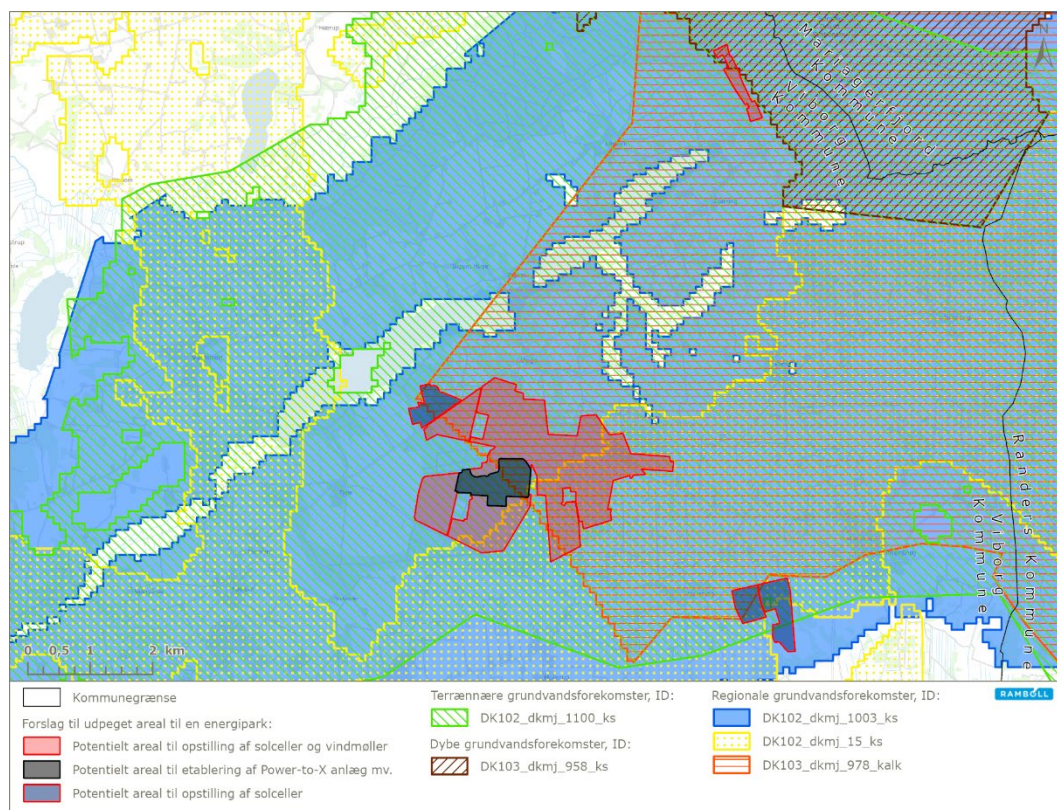 Hærup
N
Mariagerfjord
Kommune
Viborg
Kommune
Randers Kommune
Viborg
Kommune
0 0,5 1 2 km
Kommunegrænse
Forslag til udpeget areal til en energipark:
Potentielt areal til opstilling af solceller og vindmøller
Potentielt areal til etablering af Power-to-X anlæg mv.
Potentielt areal til opstilling af solceller
Terrænnære grundvandsforekomster, ID:
DK102_dkmj_1100_ks
Dybe grundvandsforekomster, ID:
DK103_dkmj_958_ks
Regionale grundvandsforekomster, ID:
DK102_dkmj_1003_ks
DK102_dkmj_15_ks
DK103_dkmj_978_kalk
RAMBOLL